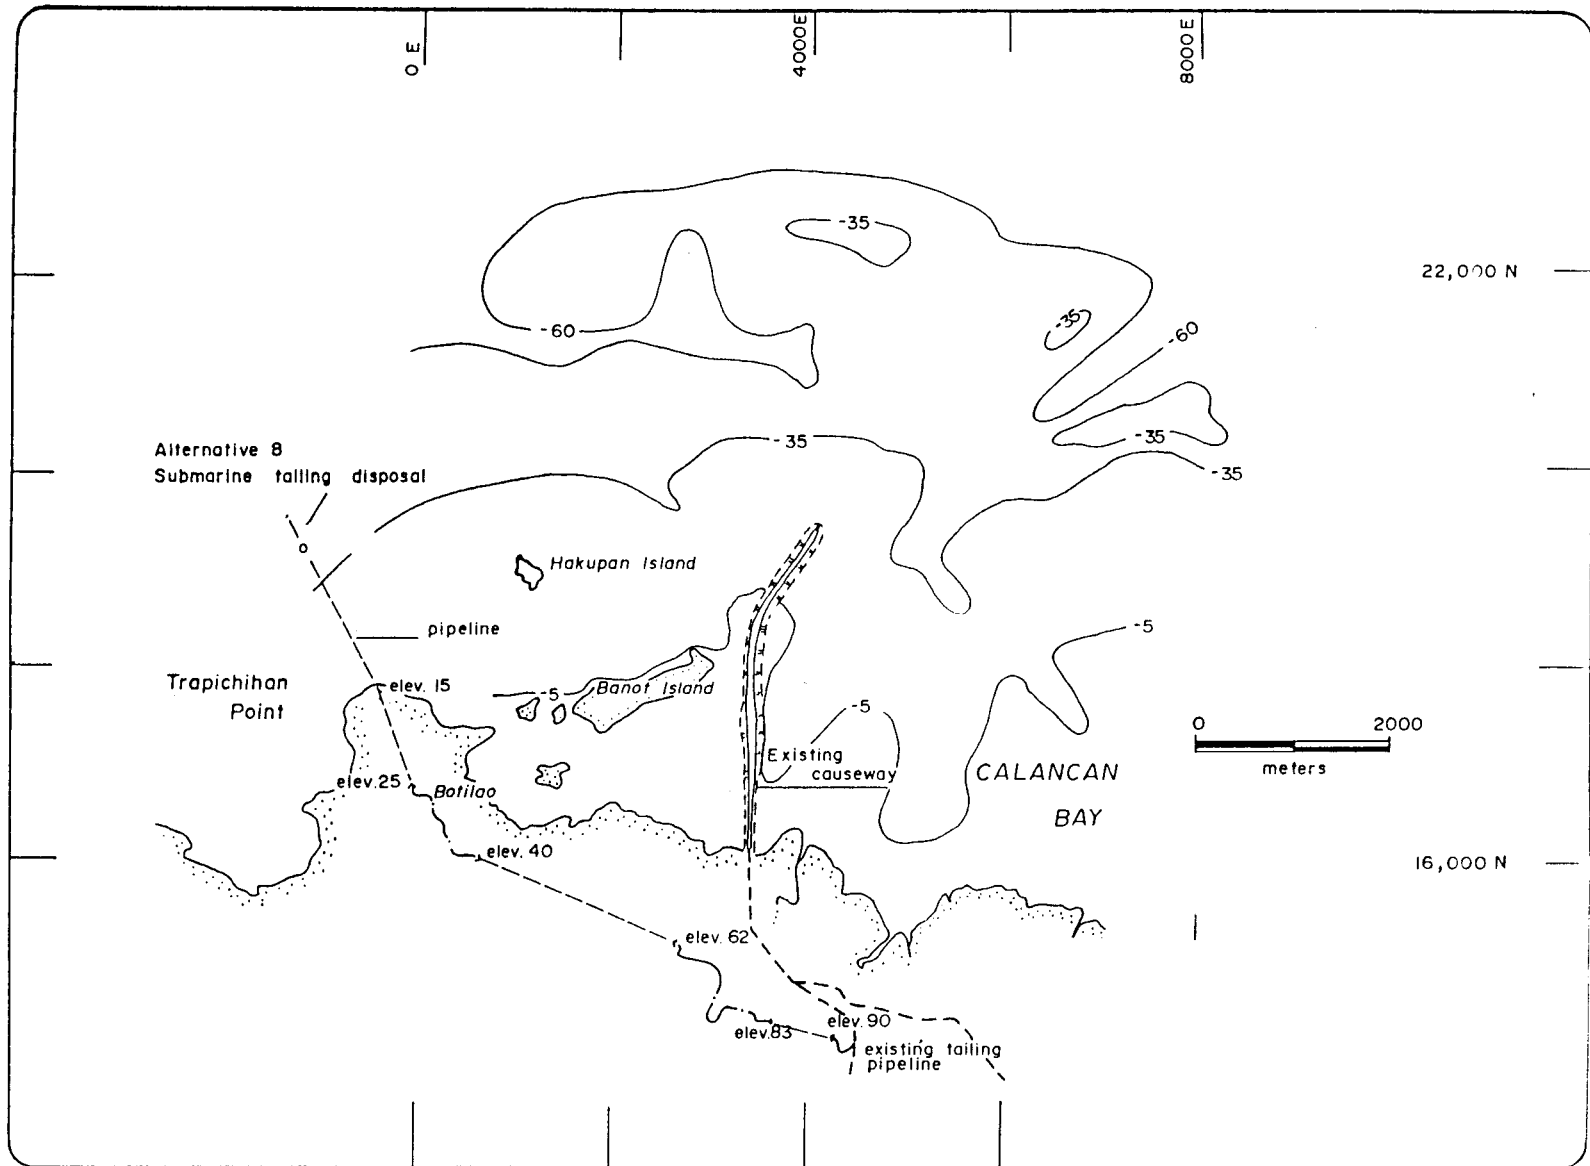 0 E
4000E
8000E
-35
22,000 N
-35
-60
-60
-35
-35
-35
Alternative 8
Submarine tailing disposal
Hakupan Island
pipeline
-5
Trapichihan
Point
elev. 15
-5
Banot Island
-5
0 2000
meters
Existing
causeway
CALANCAN
BAY
elev.25
Botilao
elev. 40
16,000 N
elev. 62
elev.83
elev.90
existing tailing
pipeline